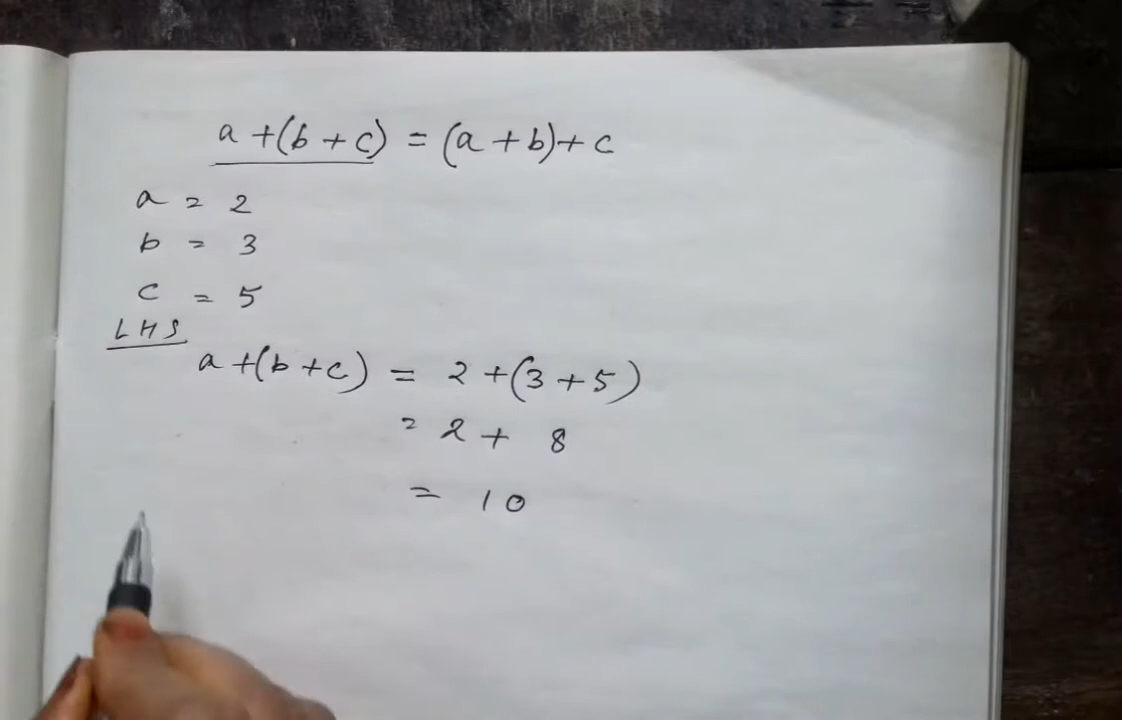 a + (b + c) = (a + b) + c
a = 2
b = 3
c = 5
LHS
a + (b + c) = 2 + (3 + 5)
= 2 + 8
= 10